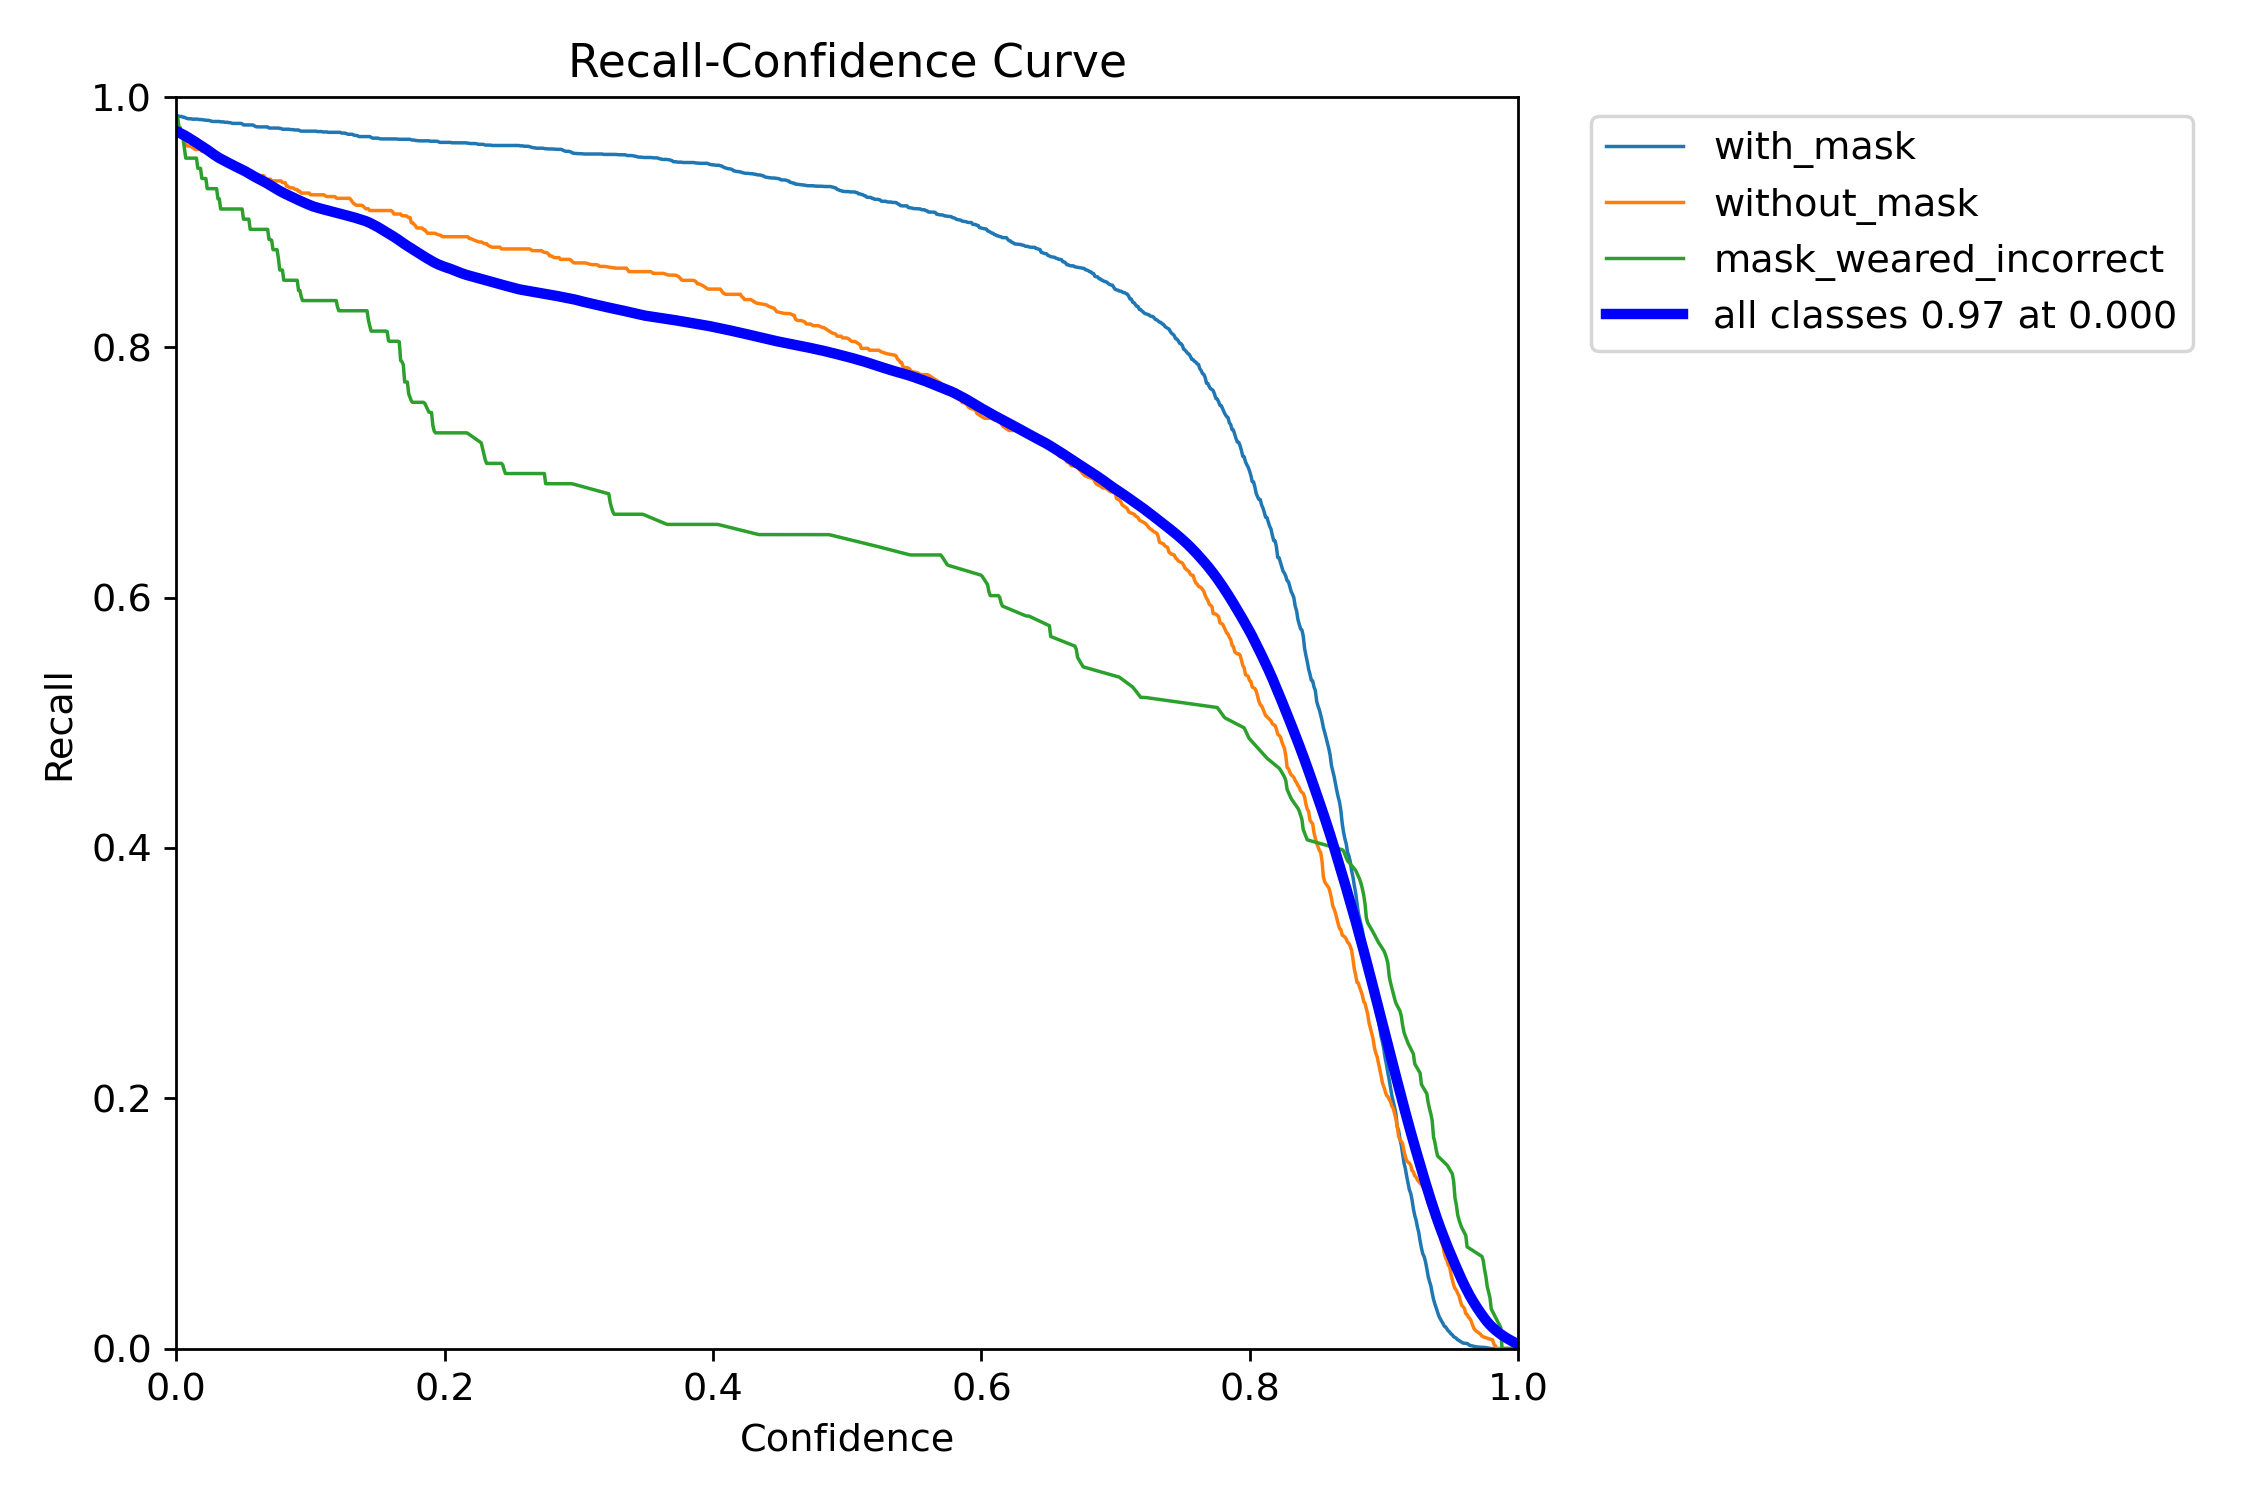 Recall-Confidence Curve
1.0
0.8
0.6
0.4
0.2
0.0
Recall
0.0 0.2 0.4 0.6 0.8 1.0
Confidence
with_mask
without_mask
mask_weared_incorrect
all classes 0.97 at 0.000